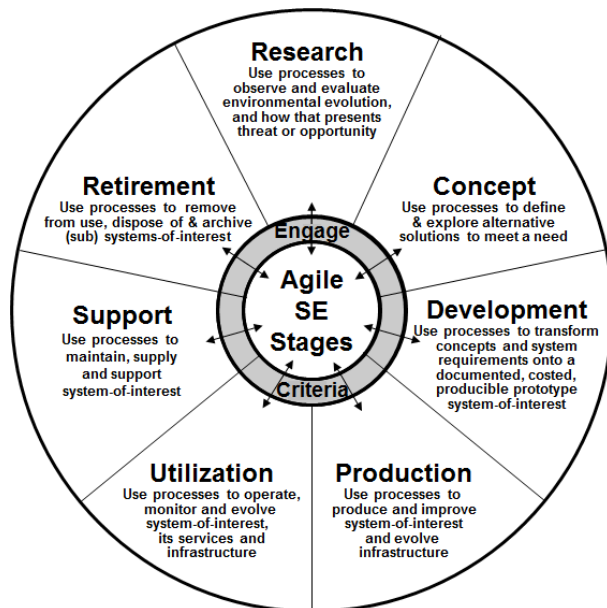 Research
Use processes to
observe and evaluate
environmental evolution,
and how that presents
threat or opportunity
Concept
Use processes to define
& explore alternative
solutions to meet a need
Development
Use processes to transform
concepts and system
requirements onto a
documented, costed,
producible prototype
system-of-interest
Production
Use processes to
produce and improve
system-of-interest
and evolve
infrastructure
Utilization
Use processes to operate,
monitor and evolve
system-of-interest,
its services and
infrastructure
Support
Use processes to
maintain, supply
and support
system-of-interest
Retirement
Use processes to remove
from use, dispose of & archive
(sub) systems-of-interest
Engage
Agile
SE
Stages
Criteria